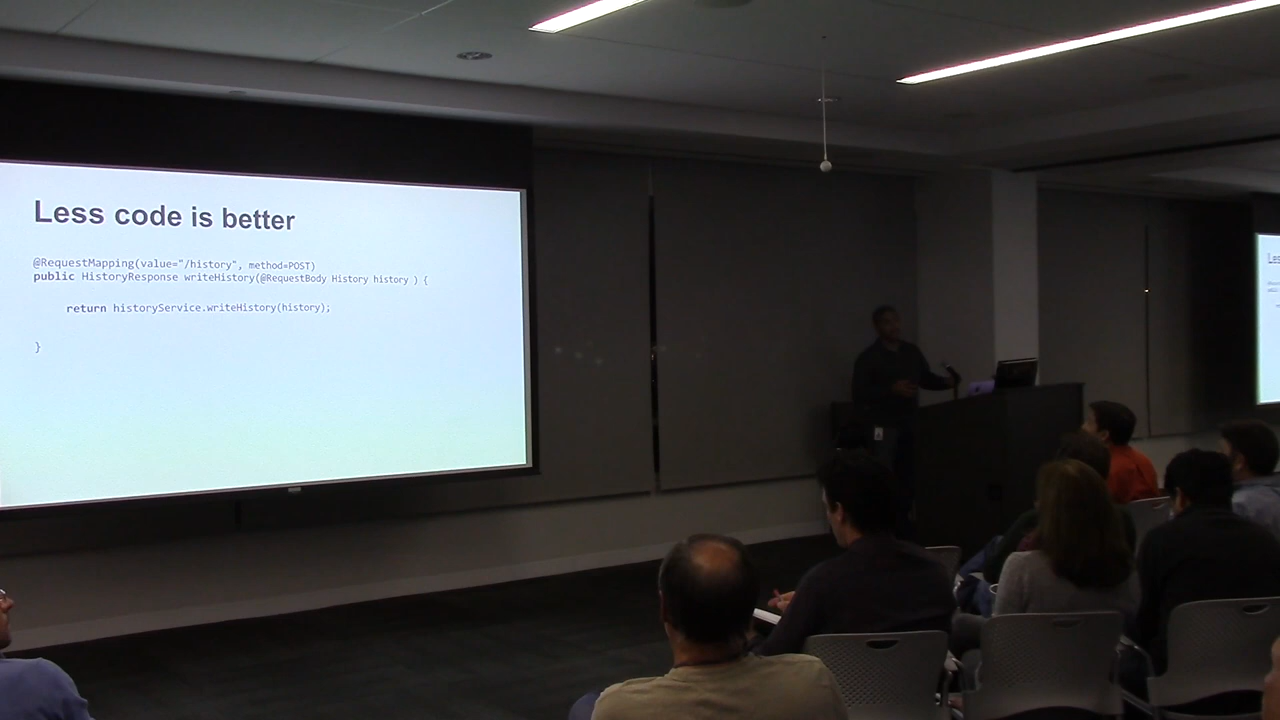 Less code is better
@RequestMapping(value="/history", method=POST)
public HistoryResponse writeHistory(@RequestBody History history ) {
return historyService.writeHistory(history);
}